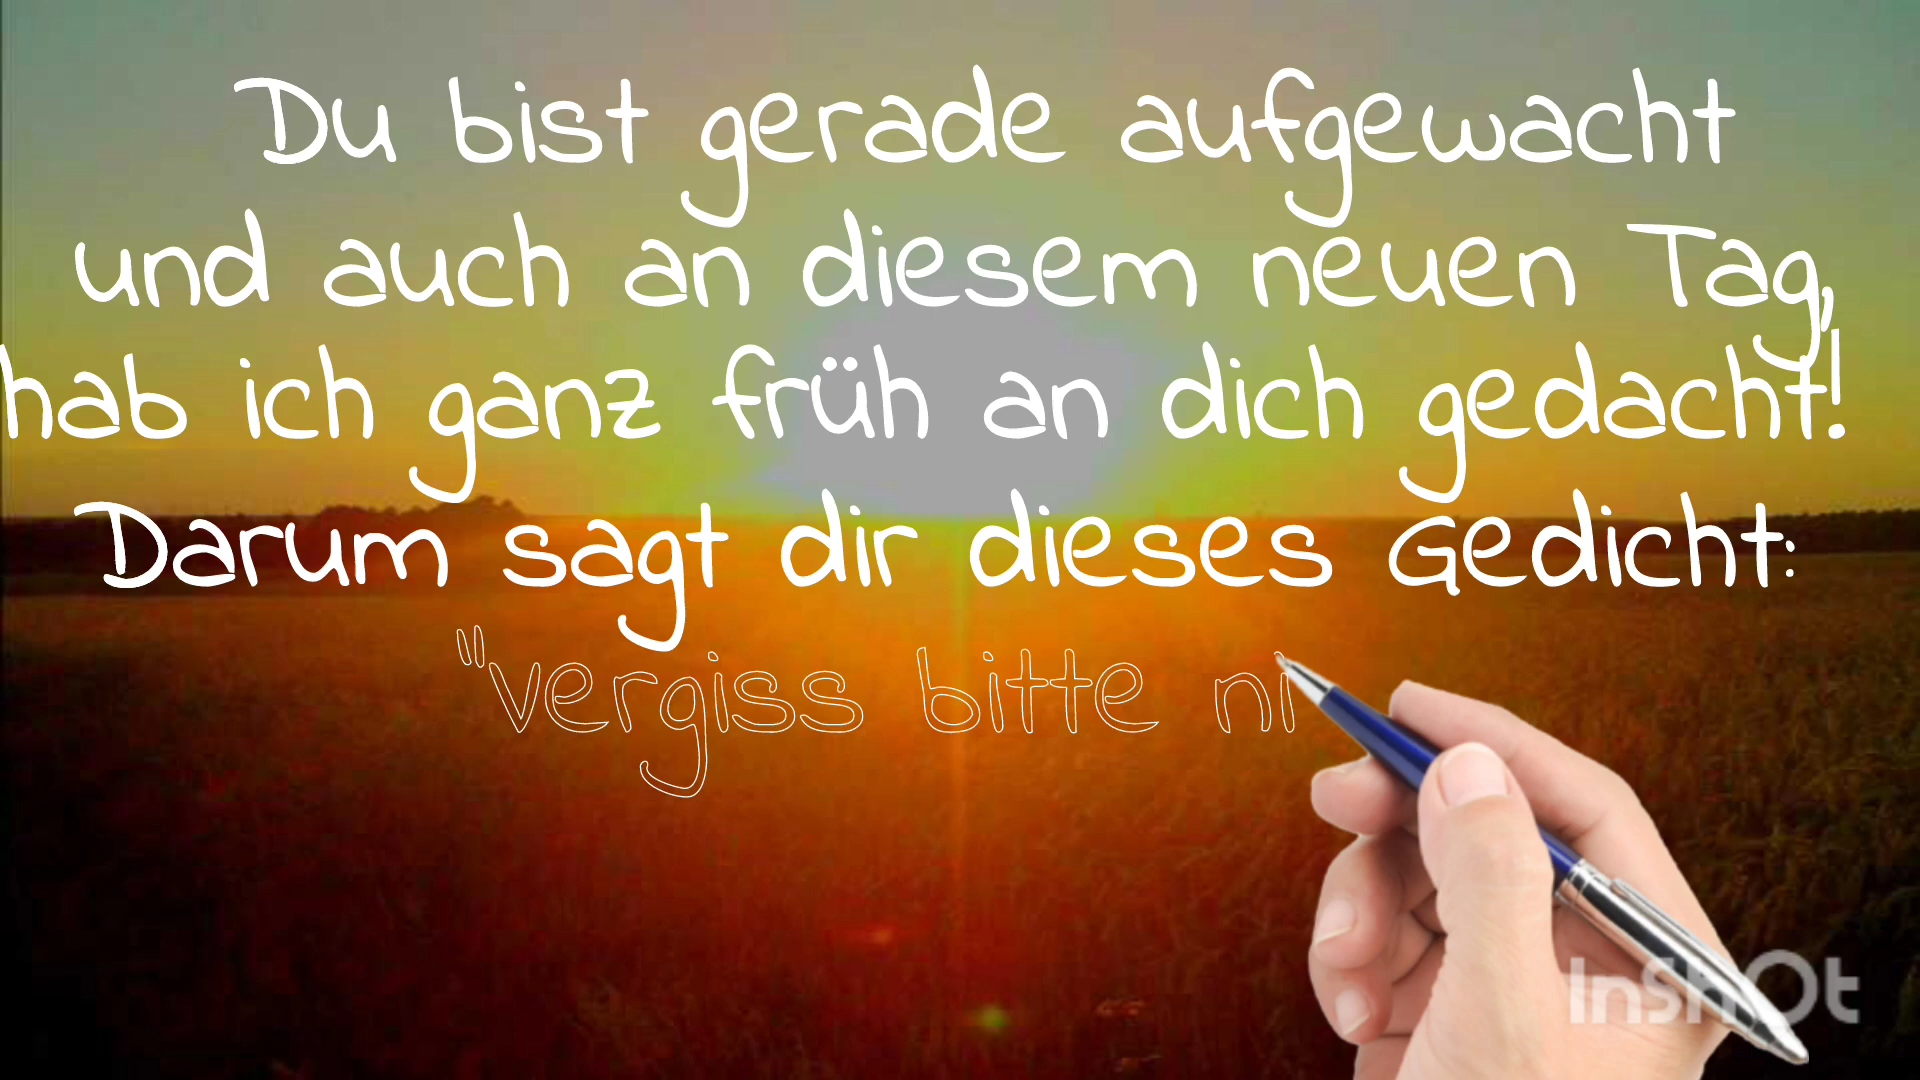 Du bist gerade aufgewacht
und auch an diesem neuen Tag,
hab ich ganz früh an dich gedacht!
Darum sagt dir dieses Gedicht:
"Vergiss bitte ni
InShOt